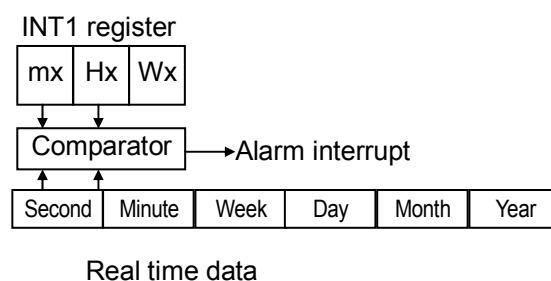 INT1 register
mx Hx Wx
Comparator
Alarm interrupt
Second Minute Week Day Month Year
Real time data